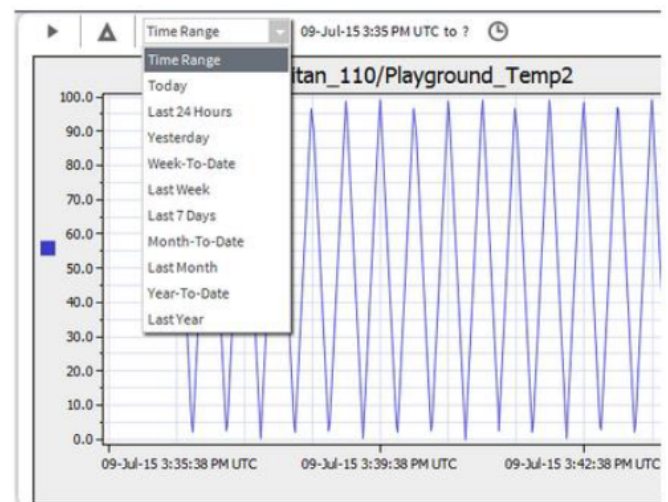 Time Range 09-Jul-15 3:35 PM UTC to ?
Time Range
Today
Last 24 Hours
Yesterday
Week-To-Date
Last Week
Last 7 Days
Month-To-Date
Last Month
Year-To-Date
Last Year
itan_110/Playground_Temp2
100.0
90.0
80.0
70.0
60.0
50.0
40.0
30.0
20.0
10.0
0.0
09-Jul-15 3:35:38 PM UTC 09-Jul-15 3:39:38 PM UTC 09-Jul-15 3:42:38 PM UTC